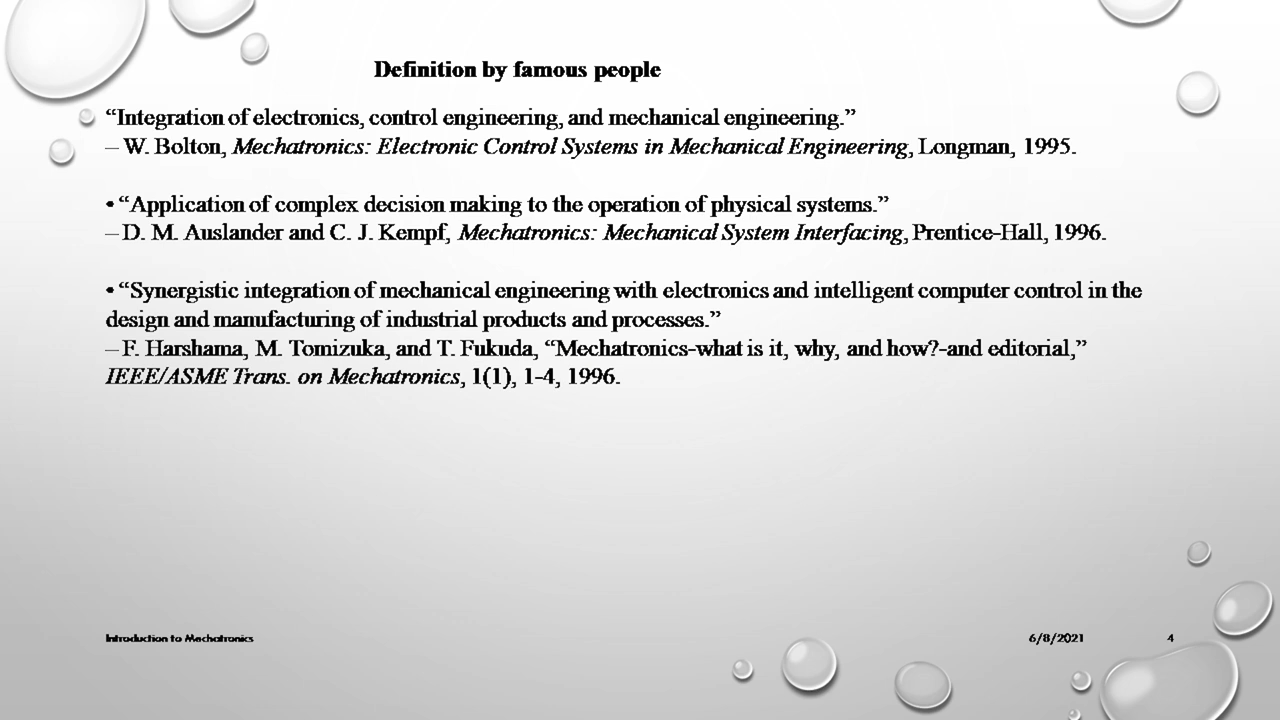 Definition by famous people
“Integration of electronics, control engineering, and mechanical engineering.”
– W. Bolton, Mechatronics: Electronic Control Systems in Mechanical Engineering, Longman, 1995.
• “Application of complex decision making to the operation of physical systems.”
– D. M. Auslander and C. J. Kempf, Mechatronics: Mechanical System Interfacing, Prentice-Hall, 1996.
• “Synergistic integration of mechanical engineering with electronics and intelligent computer control in the
design and manufacturing of industrial products and processes.”
– F. Harshama, M. Tomizuka, and T. Fukuda, “Mechatronics-what is it, why, and how?-and editorial,”
IEEE/ASME Trans. on Mechatronics, 1(1), 1-4, 1996.
Introduction to Mechatronics
6/8/2021
4